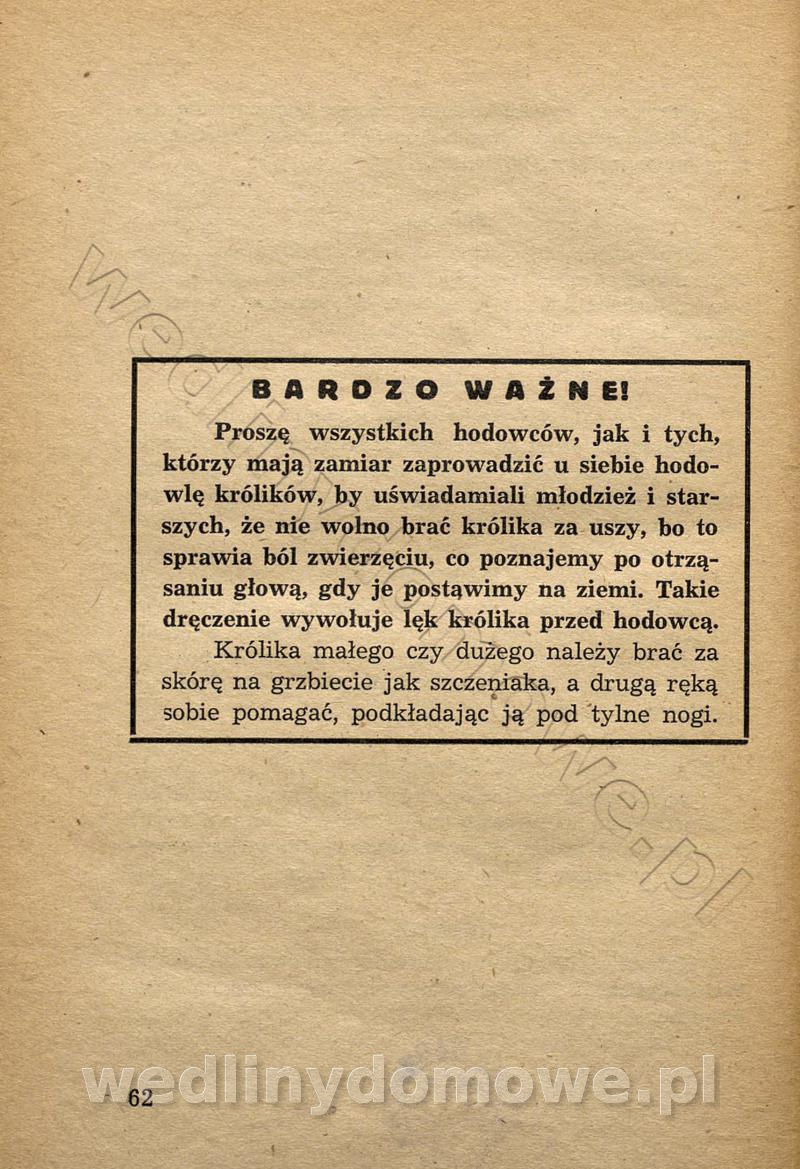 BARDZO WAŻNE!
Proszę wszystkich hodowców, jak i tych,
którzy mają zamiar zaprowadzić u siebie hodo-
wlę królików, by uświadamiali młodzież i star-
szych, że nie wolno brać królika za uszy, bo to
sprawia ból zwierzęciu, co poznajemy po otrzą-
saniu głową, gdy je postawimy na ziemi. Takie
dręczenie wywołuje lęk królika przed hodowcą.
Królika małego czy dużego należy brać za
skórę na grzbiecie jak szczeniaka, a drugą ręką
sobie pomagać, podkładając ją pod tylne nogi.
wedlinydomowe.pl
62
wedlinydomowe.pl